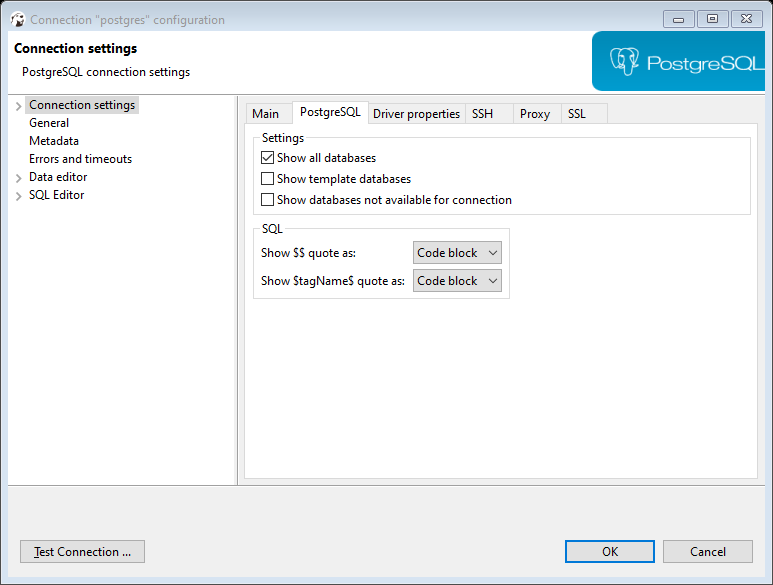 Connection "postgres" configuration
Connection settings
PostgreSQL connection settings
PostgreSQL
Connection settings
General
Metadata
Errors and timeouts
Data editor
SQL Editor
Main PostgreSQL Driver properties SSH Proxy SSL
Settings
Show all databases
Show template databases
Show databases not available for connection
SQL
Show $$ quote as: Code block
Show $tagName$ quote as: Code block
Test Connection ... OK Cancel